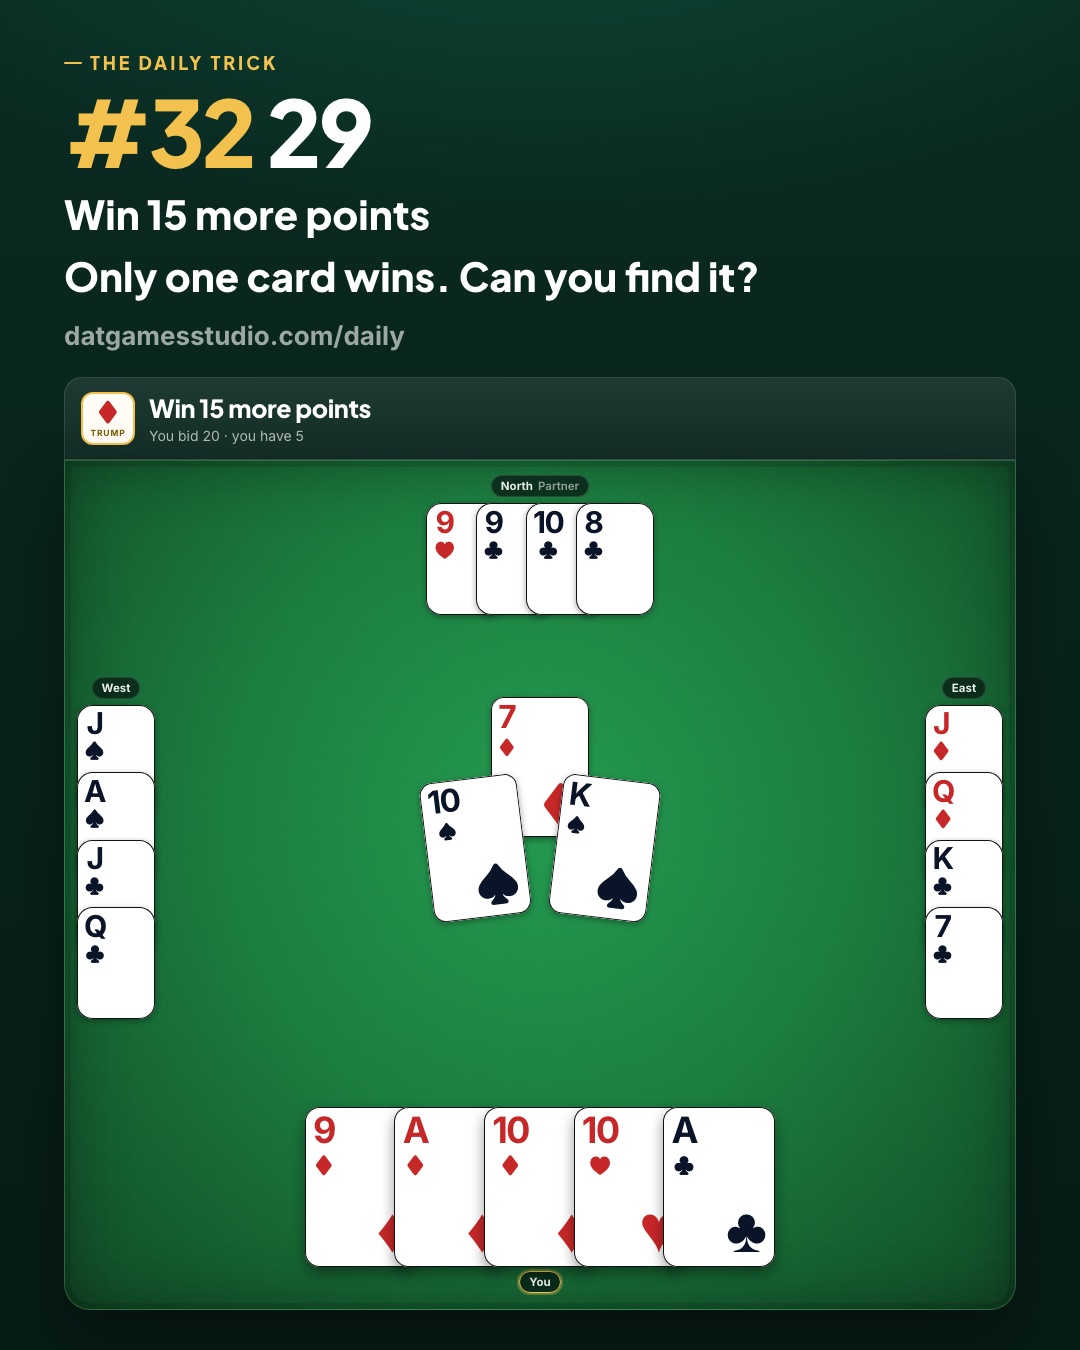 — THE DAILY TRICK
#32 29
Win 15 more points
Only one card wins. Can you find it?
datgamesstudio.com/daily
TRUMP
Win 15 more points
You bid 20 · you have 5
North Partner
9 9 10 8
West
East
J
A
J
Q
7
10
K
J
Q
K
7
9 A 10 10 A
You